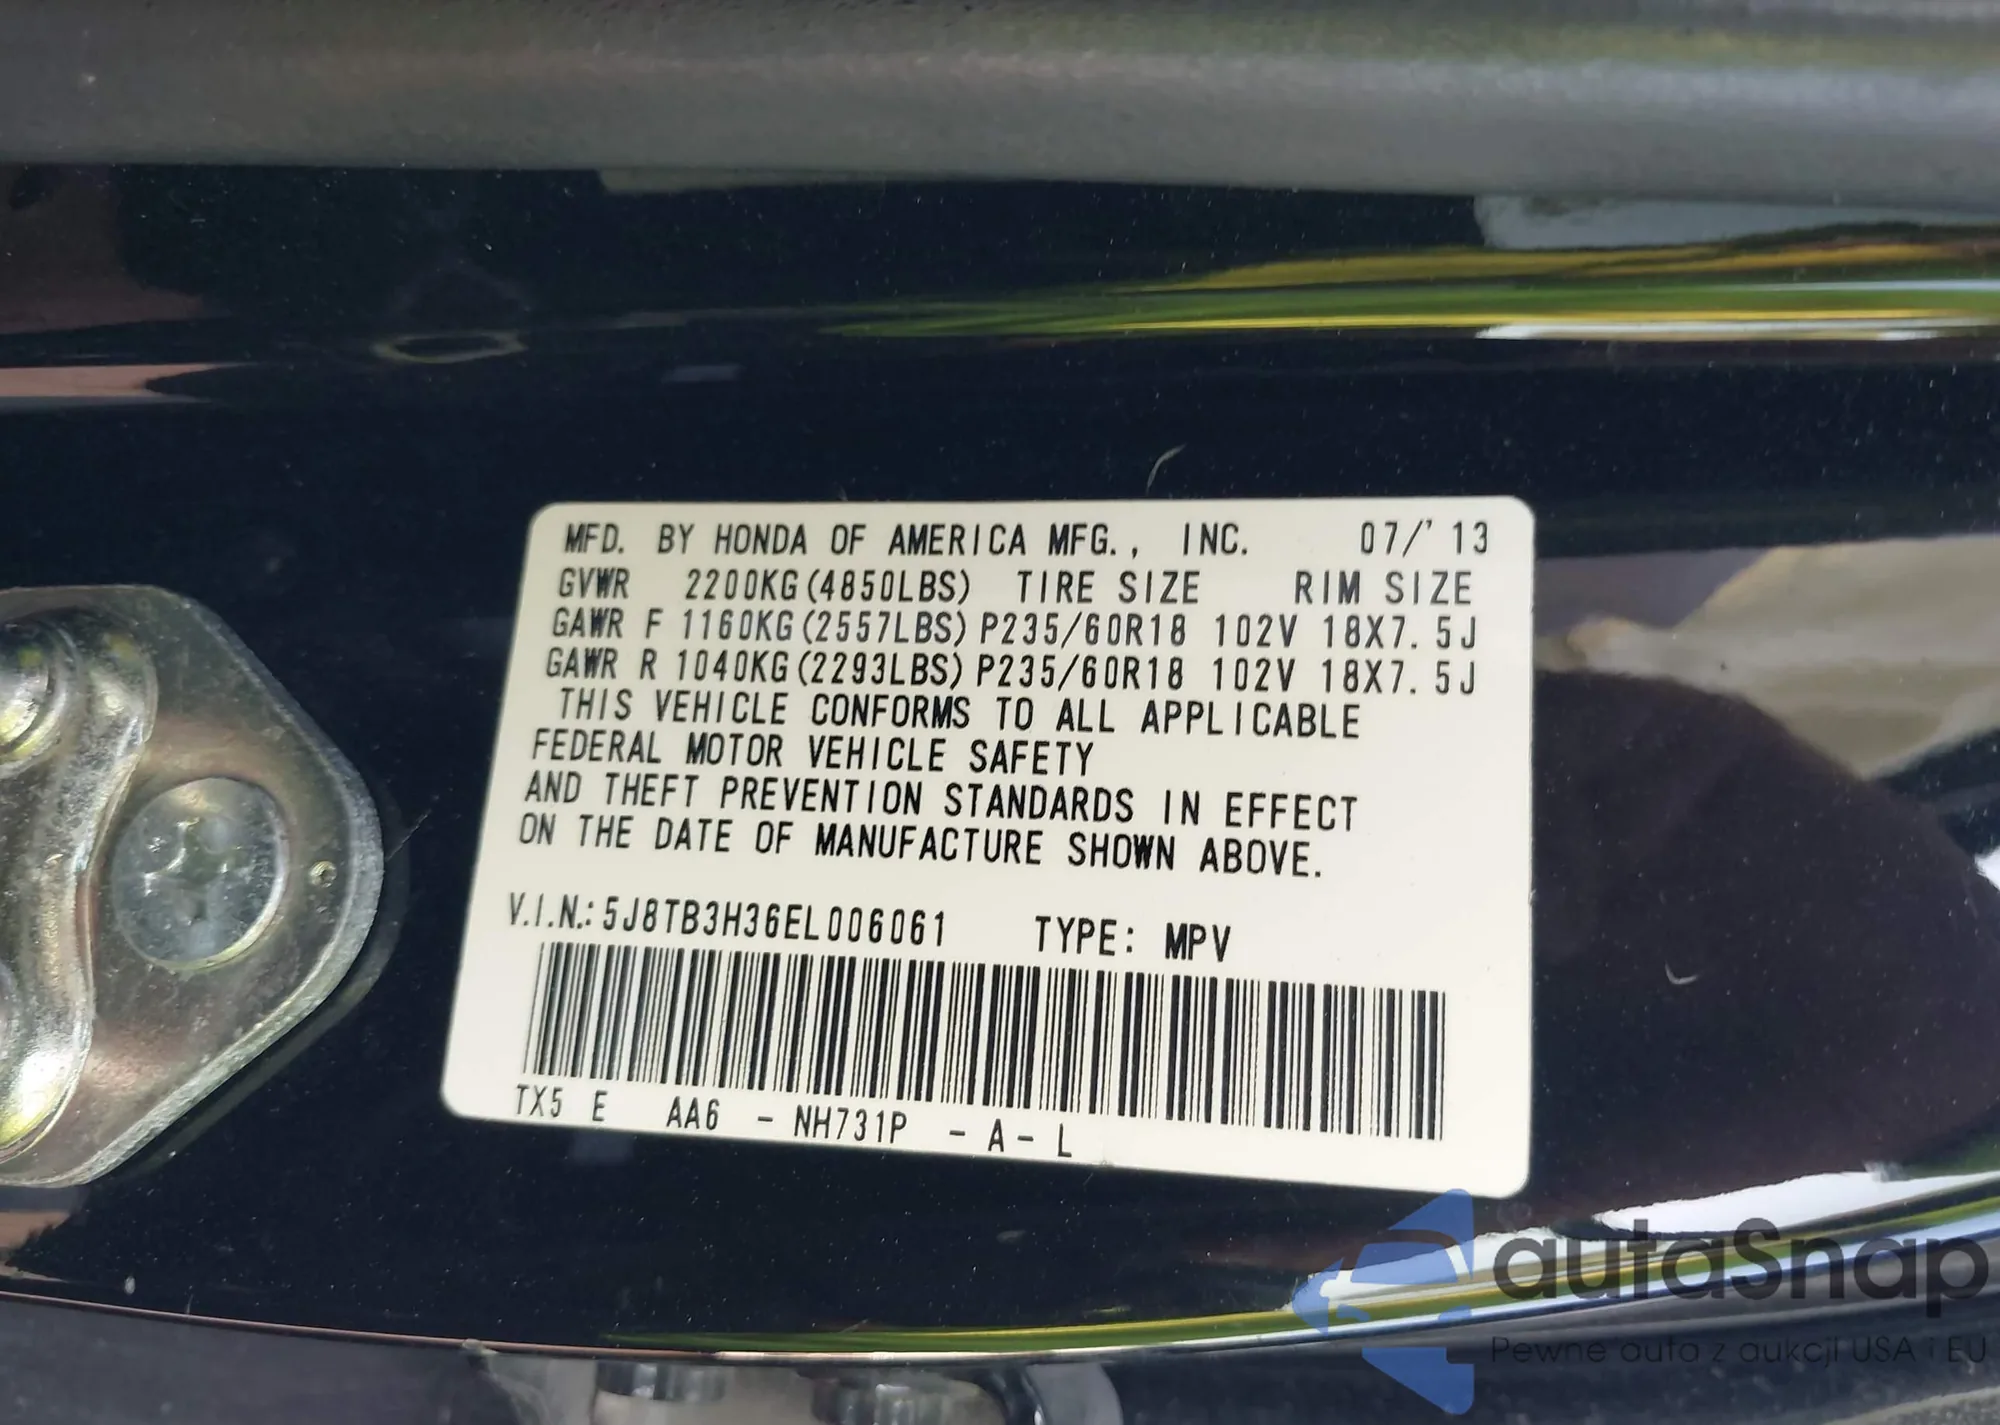 MFD. BY HONDA OF AMERICA MFG., INC. 07/'13
GVWR 2200KG(4850LBS) TIRE SIZE RIM SIZE
GAWR F 1160KG(2557LBS) P235/60R18 102V 18X7.5J
GAWR R 1040KG(2293LBS) P235/60R18 102V 18X7.5J
THIS VEHICLE CONFORMS TO ALL APPLICABLE
FEDERAL MOTOR VEHICLE SAFETY
AND THEFT PREVENTION STANDARDS IN EFFECT
ON THE DATE OF MANUFACTURE SHOWN ABOVE.
V.I.N.: 5J8TB3H36EL006061 TYPE: MPV
TX5 E AA6 - NH731P - A - L
autaSnap
Pewne auta z aukcji USA i EU